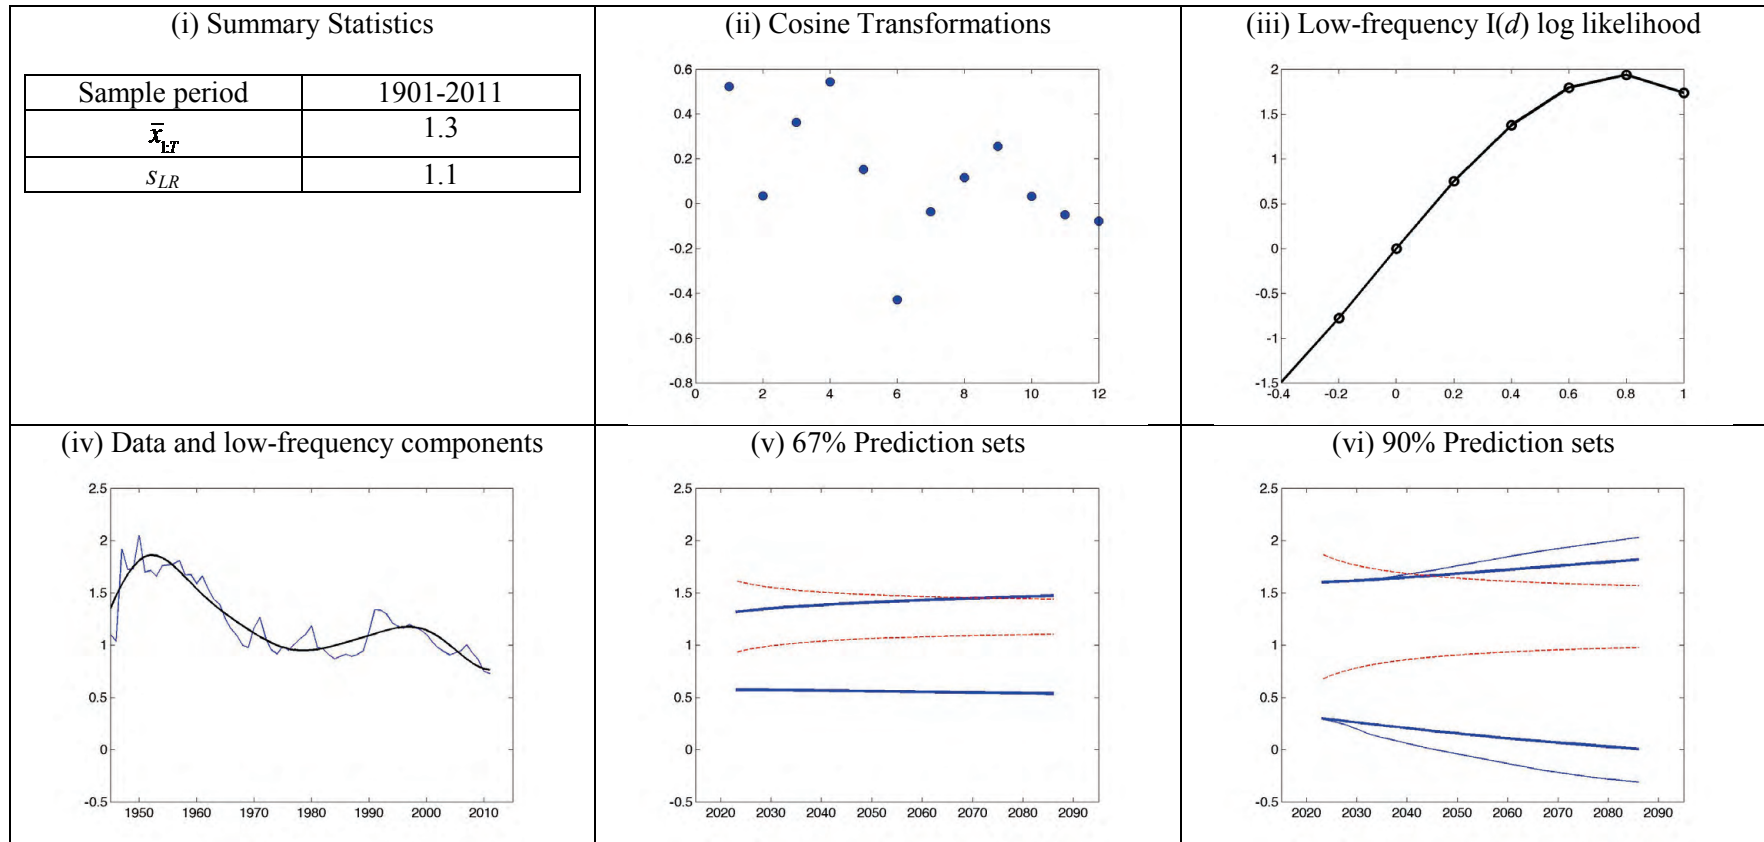 (i) Summary Statistics
Sample period 1901-2011
x̄1:T 1.3
sLR 1.1
(ii) Cosine Transformations
0.6
0.4
0.2
0
-0.2
-0.4
-0.6
-0.8
0 2 4 6 8 10 12
(iii) Low-frequency I(d) log likelihood
2
1.5
1
0.5
0
-0.5
-1
-1.5
-0.4 -0.2 0 0.2 0.4 0.6 0.8 1
(iv) Data and low-frequency components
2.5
2
1.5
1
0.5
0
-0.5
1950 1960 1970 1980 1990 2000 2010
(v) 67% Prediction sets
2.5
2
1.5
1
0.5
0
-0.5
2020 2030 2040 2050 2060 2070 2080 2090
(vi) 90% Prediction sets
2.5
2
1.5
1
0.5
0
-0.5
2020 2030 2040 2050 2060 2070 2080 2090